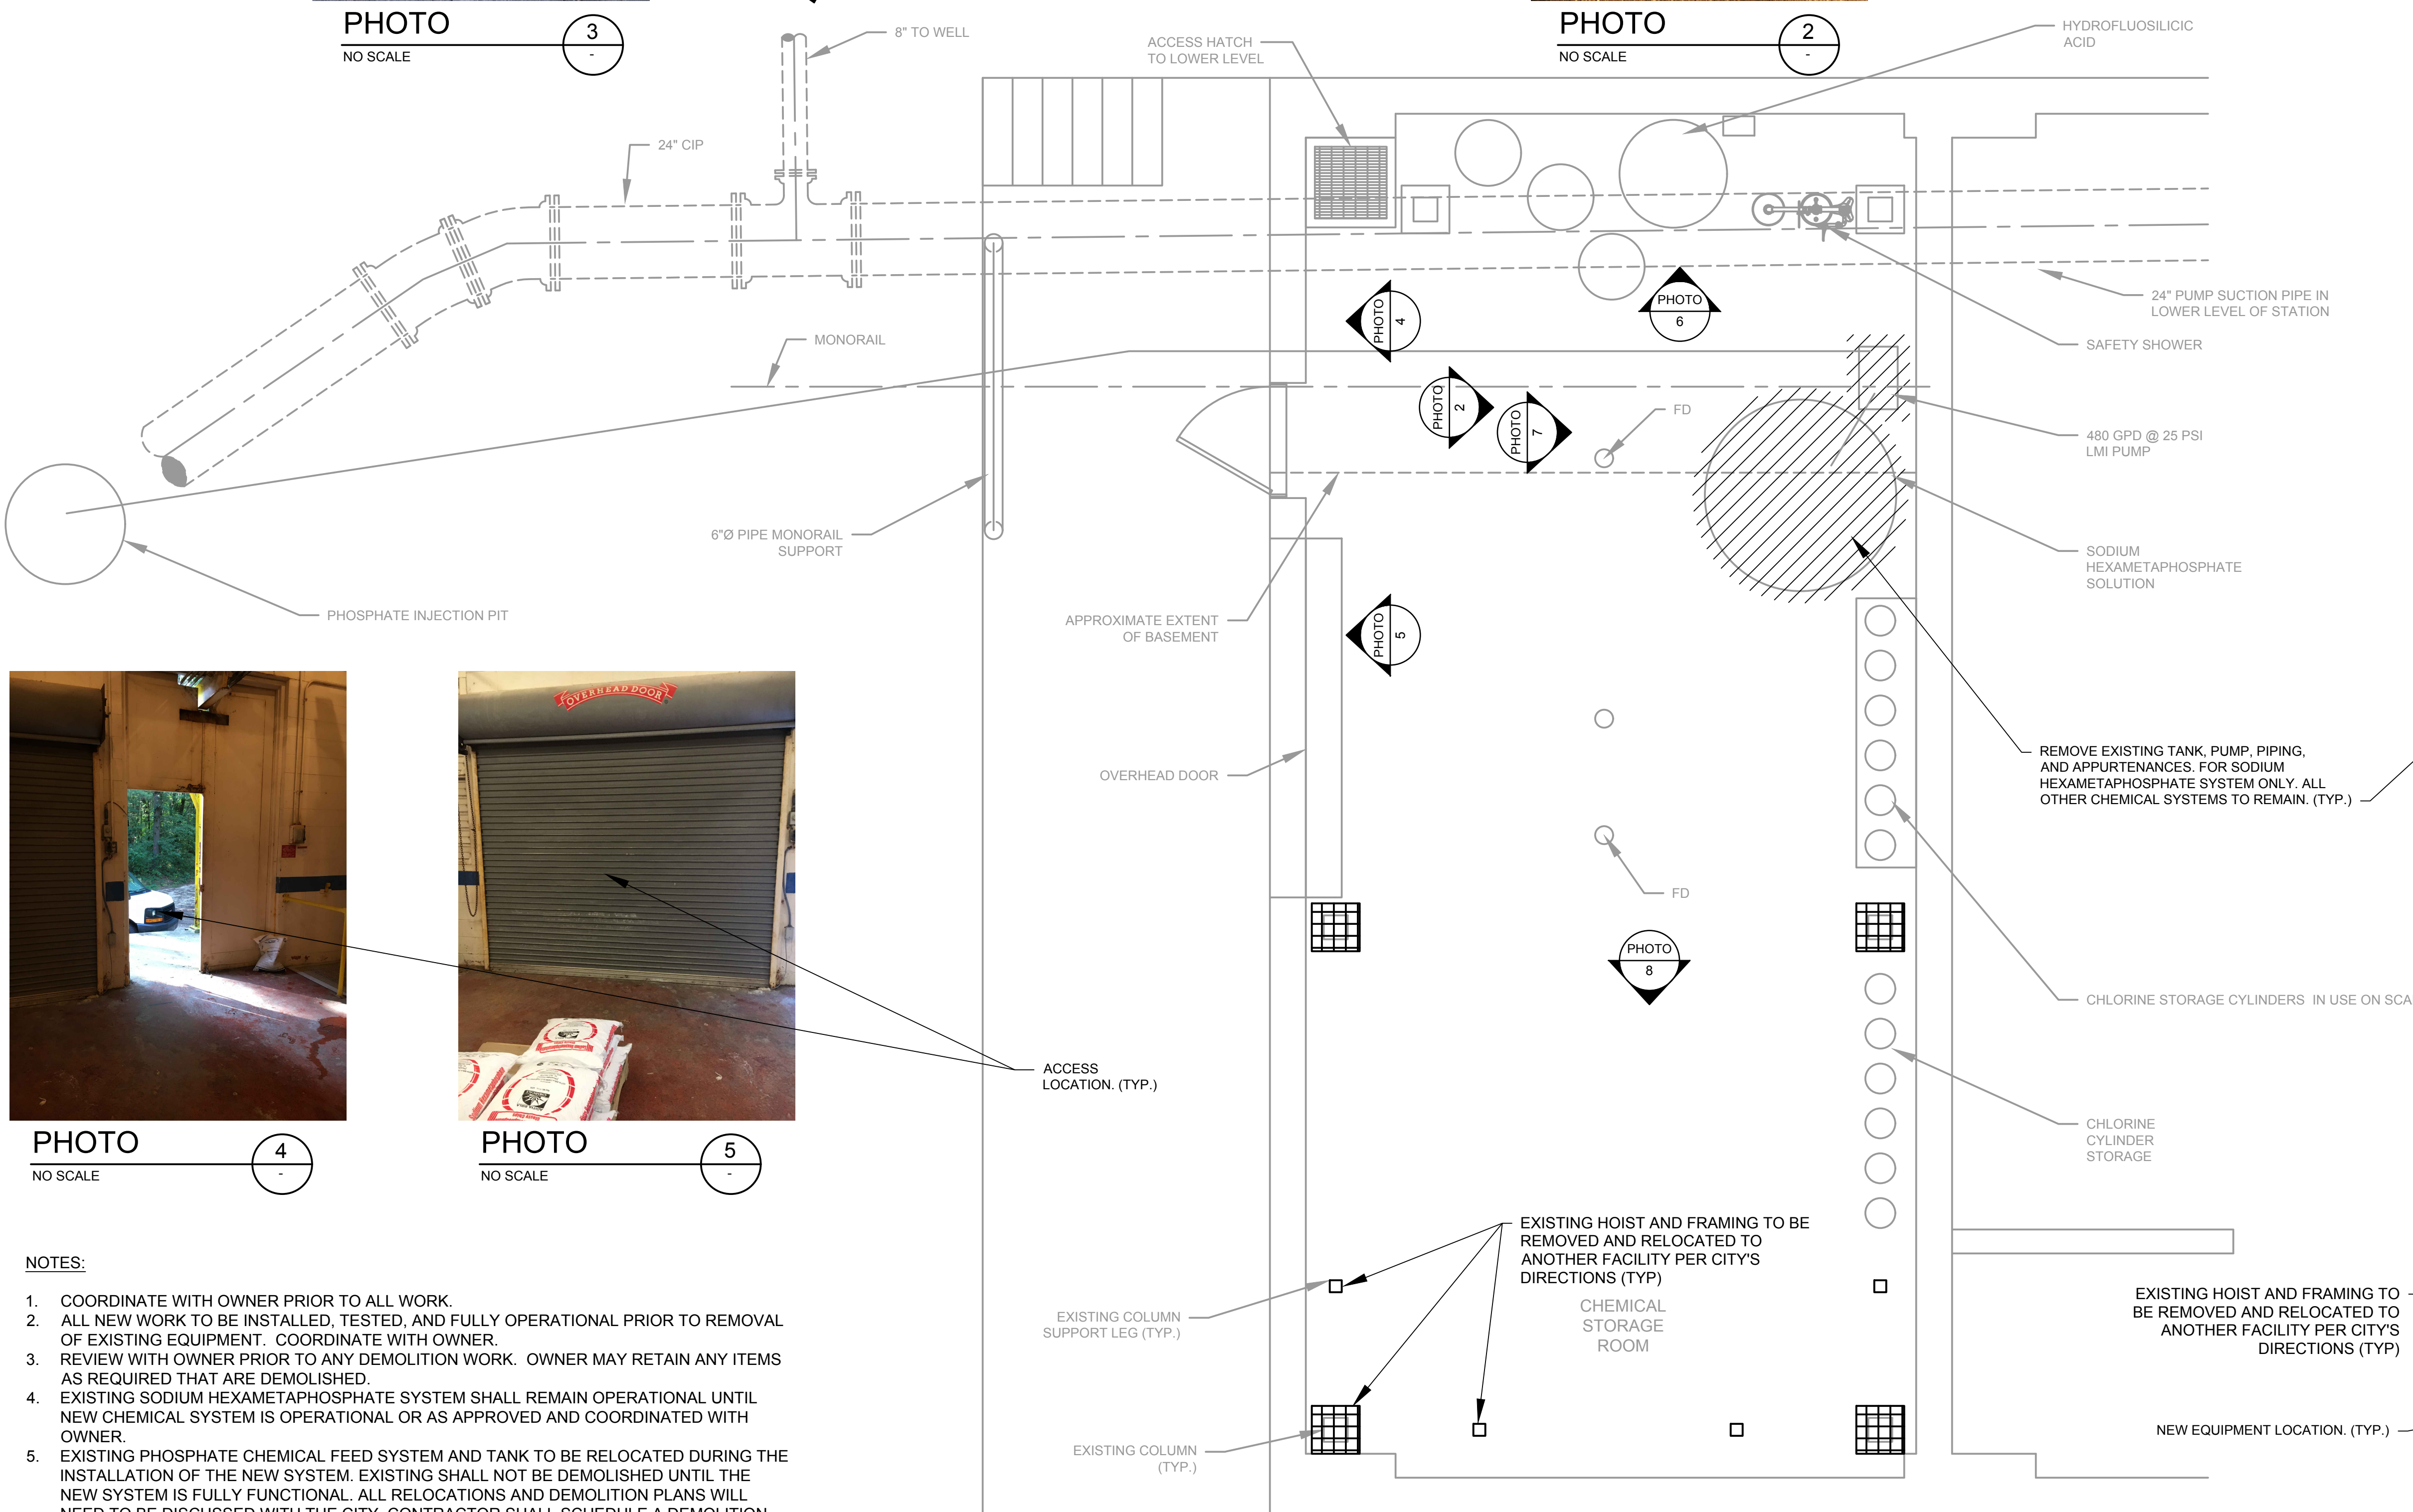 PHOTO
3
-
NO SCALE
PHOTO
2
-
NO SCALE
8" TO WELL
ACCESS HATCH
TO LOWER LEVEL
HYDROFLUOSILICIC
ACID
24" CIP
24" PUMP SUCTION PIPE IN
LOWER LEVEL OF STATION
SAFETY SHOWER
MONORAIL
PHOTO
4
PHOTO
6
PHOTO
2
PHOTO
7
FD
480 GPD @ 25 PSI
LMI PUMP
6"Ø PIPE MONORAIL
SUPPORT
SODIUM
HEXAMETAPHOSPHATE
SOLUTION
PHOSPHATE INJECTION PIT
APPROXIMATE EXTENT
OF BASEMENT
PHOTO
5
OVERHEAD DOOR
OVERHEAD DOOR
REMOVE EXISTING TANK, PUMP, PIPING,
AND APPURTENANCES. FOR SODIUM
HEXAMETAPHOSPHATE SYSTEM ONLY. ALL
OTHER CHEMICAL SYSTEMS TO REMAIN. (TYP.)
FD
PHOTO
8
CHLORINE STORAGE CYLINDERS IN USE ON SCA
ACCESS
LOCATION. (TYP.)
CHLORINE
CYLINDER
STORAGE
PHOTO
4
-
NO SCALE
PHOTO
5
-
NO SCALE
EXISTING HOIST AND FRAMING TO BE
REMOVED AND RELOCATED TO
ANOTHER FACILITY PER CITY'S
DIRECTIONS (TYP)
CHEMICAL
STORAGE
ROOM
EXISTING COLUMN
SUPPORT LEG (TYP.)
EXISTING HOIST AND FRAMING TO
BE REMOVED AND RELOCATED TO
ANOTHER FACILITY PER CITY'S
DIRECTIONS (TYP)
NEW EQUIPMENT LOCATION. (TYP.)
EXISTING COLUMN
(TYP.)
NOTES:
1. COORDINATE WITH OWNER PRIOR TO ALL WORK.
2. ALL NEW WORK TO BE INSTALLED, TESTED, AND FULLY OPERATIONAL PRIOR TO REMOVAL
OF EXISTING EQUIPMENT. COORDINATE WITH OWNER.
3. REVIEW WITH OWNER PRIOR TO ANY DEMOLITION WORK. OWNER MAY RETAIN ANY ITEMS
AS REQUIRED THAT ARE DEMOLISHED.
4. EXISTING SODIUM HEXAMETAPHOSPHATE SYSTEM SHALL REMAIN OPERATIONAL UNTIL
NEW CHEMICAL SYSTEM IS OPERATIONAL OR AS APPROVED AND COORDINATED WITH
OWNER.
5. EXISTING PHOSPHATE CHEMICAL FEED SYSTEM AND TANK TO BE RELOCATED DURING THE
INSTALLATION OF THE NEW SYSTEM. EXISTING SHALL NOT BE DEMOLISHED UNTIL THE
NEW SYSTEM IS FULLY FUNCTIONAL. ALL RELOCATIONS AND DEMOLITION PLANS WILL
NEED TO BE DISCUSSED WITH THE CITY. CONTRACTOR SHALL SCHEDULE A DEMOLITION